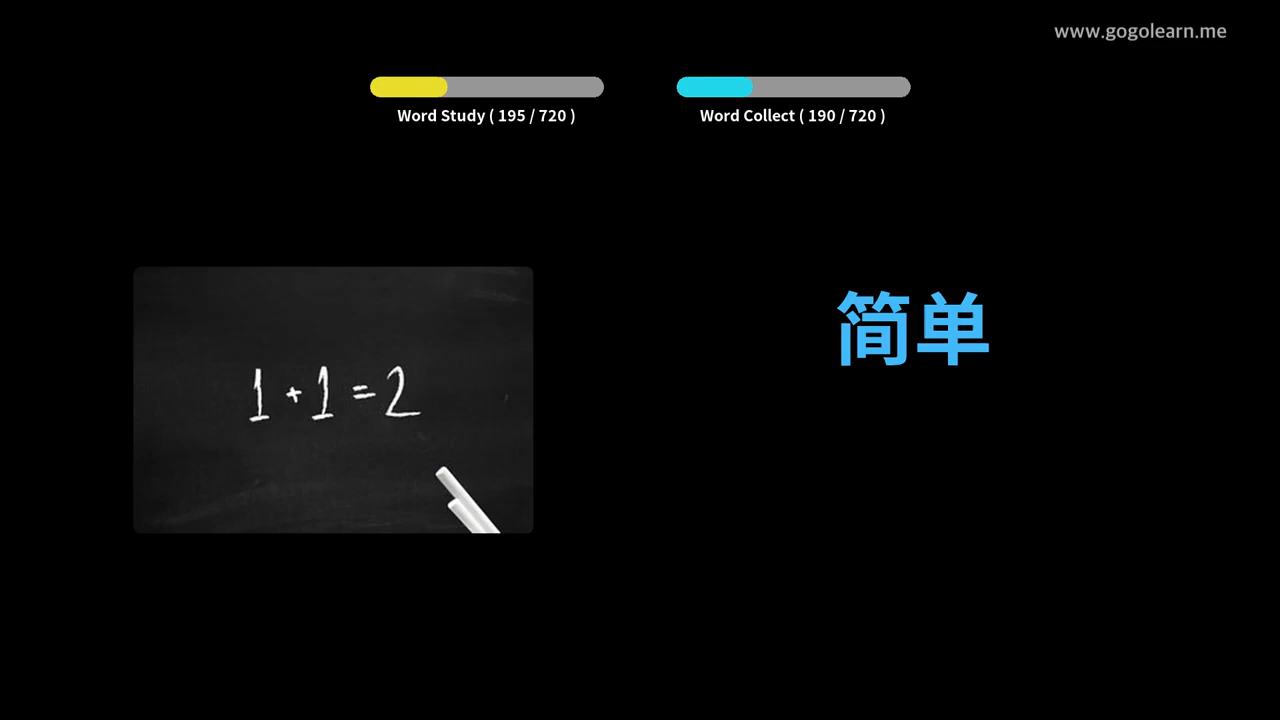 www.gogolearn.me
Word Study ( 195 / 720 )
Word Collect ( 190 / 720 )
简单
1 + 1 = 2